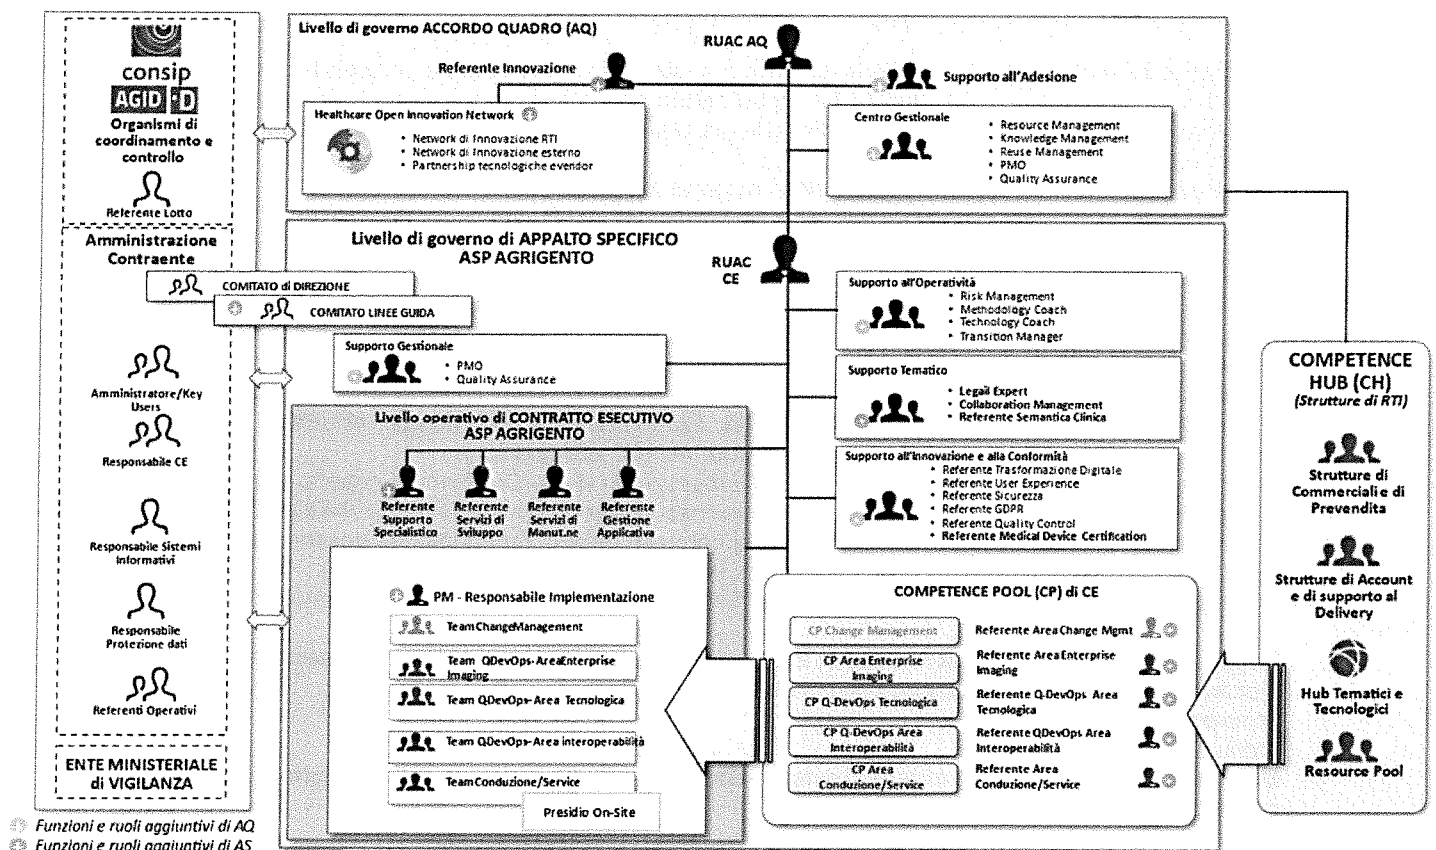 consip
AGID
Organismi di
coordinamento e
controllo
Referente Lotto
Amministrazione
Contraente
COMITATO di DIREZIONE
COMITATO LINEE GUIDA
Amministratore/Key
Users
Responsabile CE
Responsabile Sistemi
Informativi
Responsabile
Protezione dati
Referenti Operativi
ENTE MINISTERIALE
di VIGILANZA
Funzioni e ruoli aggiuntivi di AQ
Funzioni e ruoli aggiuntivi di AS
Livello di governo ACCORDO QUADRO (AQ)
RUAC AQ
Referente Innovazione
Supporto all'Adesione
Healthcare Open Innovation Network
• Network di Innovazione RTI
• Network di Innovazione esterno
• Partnership tecnologiche evendor
Centro Gestionale
• Resource Management
• Knowledge Management
• Reuse Management
• PMO
• Quality Assurance
Livello di governo di APPALTO SPECIFICO
ASP AGRIGENTO
RUAC
CE
Supporto all'Operatività
• Risk Management
• Methodology Coach
• Technology Coach
• Transition Manager
Supporto Gestionale
• PMO
• Quality Assurance
Supporto Tematico
• Legail Expert
• Collaboration Management
• Referente Semantica Clinica
Supporto all'Innovazione e alla Conformità
• Referente Trasformazione Digitale
• Referente User Experience
• Referente Sicurezza
• Referente GDPR
• Referente Quality Control
• Referente Medical Device Certification
Livello operativo di CONTRATTO ESECUTIVO
ASP AGRIGENTO
Referente
Supporto
Specialistico
Referente
Servizi di
Sviluppo
Referente
Servizi di
Manut.ne
Referente
Gestione
Applicativa
PM - Responsabile Implementazione
Team ChangeManagement
Team QDevOps-AreaEnterprise
Imaging
Team QDevOps-Area Tecnologica
Team QDevOps-Area interoperabilità
Team Conduzione/Service
Presidio On-Site
COMPETENCE POOL (CP) di CE
CP Change Management
Referente Area Change Mgmt
CP Area Enterprise
Imaging
Referente Area Enterprise
Imaging
CP Q-DevOps Tecnologica
Referente Q-DevOps Area
Tecnologica
CP Q-DevOps Area
Interoperabilità
Referente QDevOps Area
Interoperabilità
CP Area
Conduzione/Service
Referente Area
Conduzione/Service
COMPETENCE
HUB (CH)
(Strutture di RTI)
Strutture di
Commerciali e di
Prevendita
Strutture di Account
e di supporto al
Delivery
Hub Tematici e
Tecnologici
Resource Pool